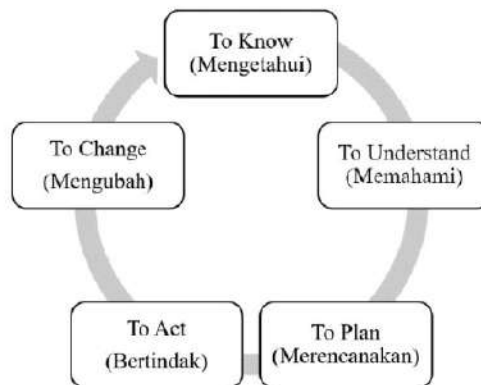 To Know
(Mengetahui)
To Understand
(Memahami)
To Plan
(Merencanakan)
To Act
(Bertindak)
To Change
(Mengubah)